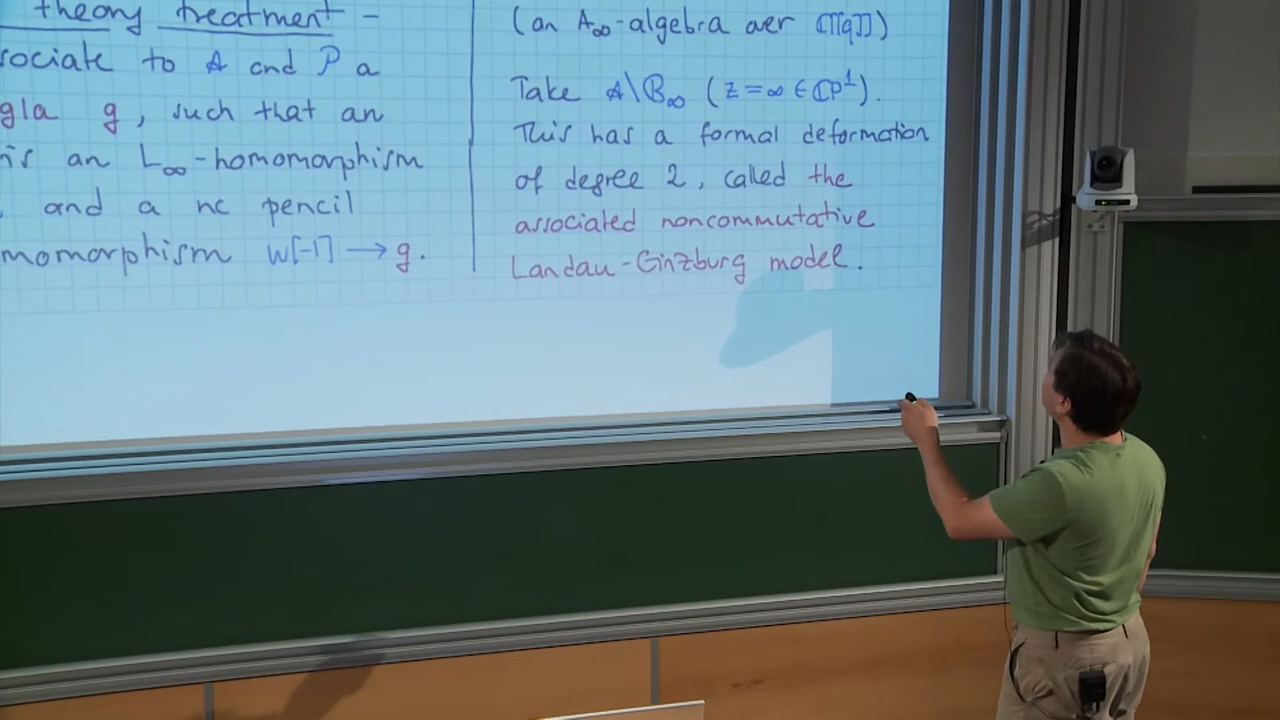 theory treatment -
sociate to A and P a
gla g, such that an
is an L∞-homomorphism
, and a nc pencil
momorphism W[-1] → g.
(an A∞-algebra over ℂ[[q]])
Take A\B∞ (z = ∞ ∈ ℂP¹).
This has a formal deformation
of degree 2, called the
associated noncommutative
Landau-Ginzburg model.